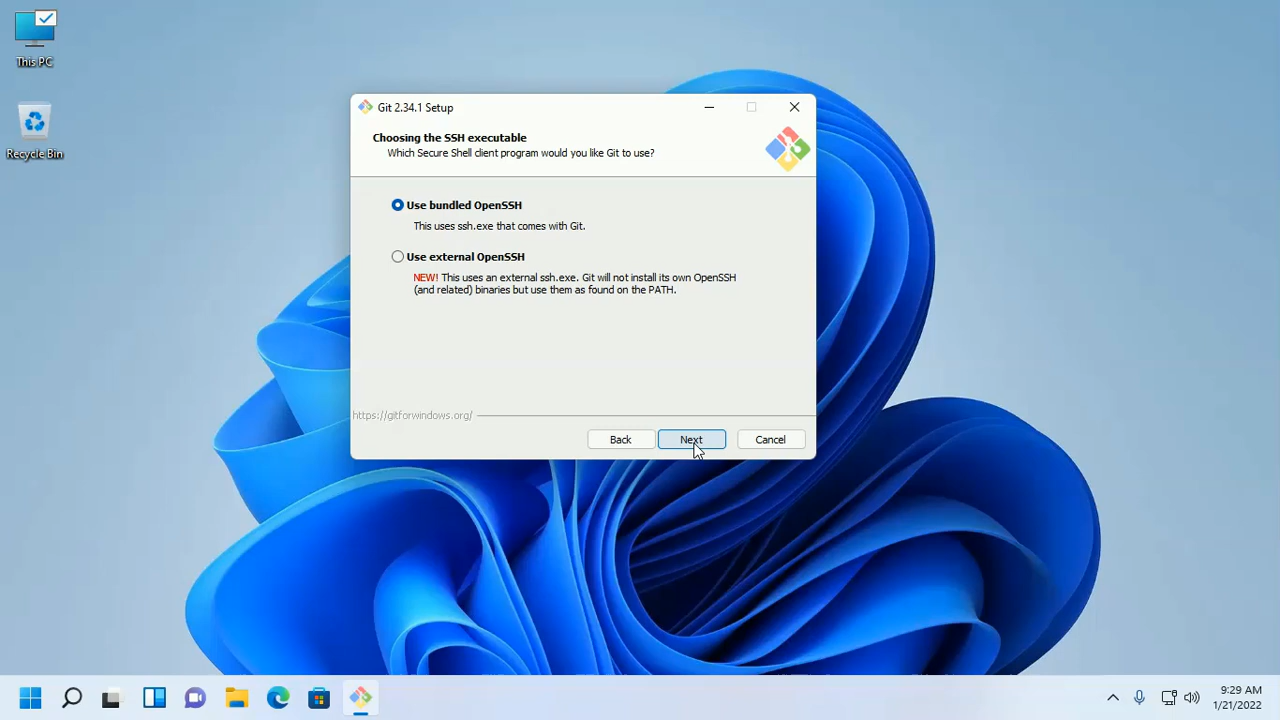 This PC
Recycle Bin
Git 2.34.1 Setup
Choosing the SSH executable
Which Secure Shell client program would you like Git to use?
Use bundled OpenSSH
This uses ssh.exe that comes with Git.
Use external OpenSSH
NEW! This uses an external ssh.exe. Git will not install its own OpenSSH
(and related) binaries but use them as found on the PATH.
https://gitforwindows.org/
Back
Next
Cancel
9:29 AM
1/21/2022